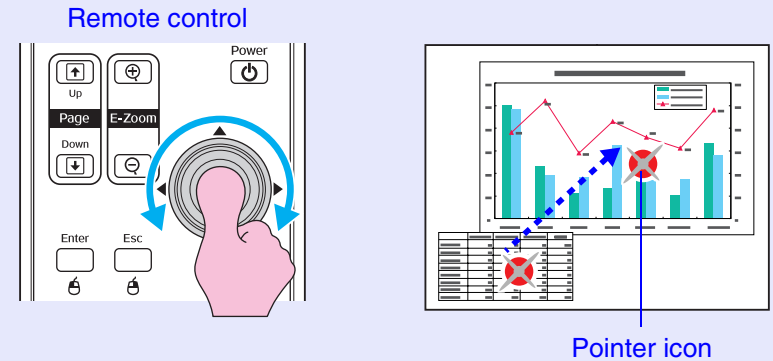 Remote control
Power
Up
Page
E-Zoom
Down
Enter
Esc
Pointer icon